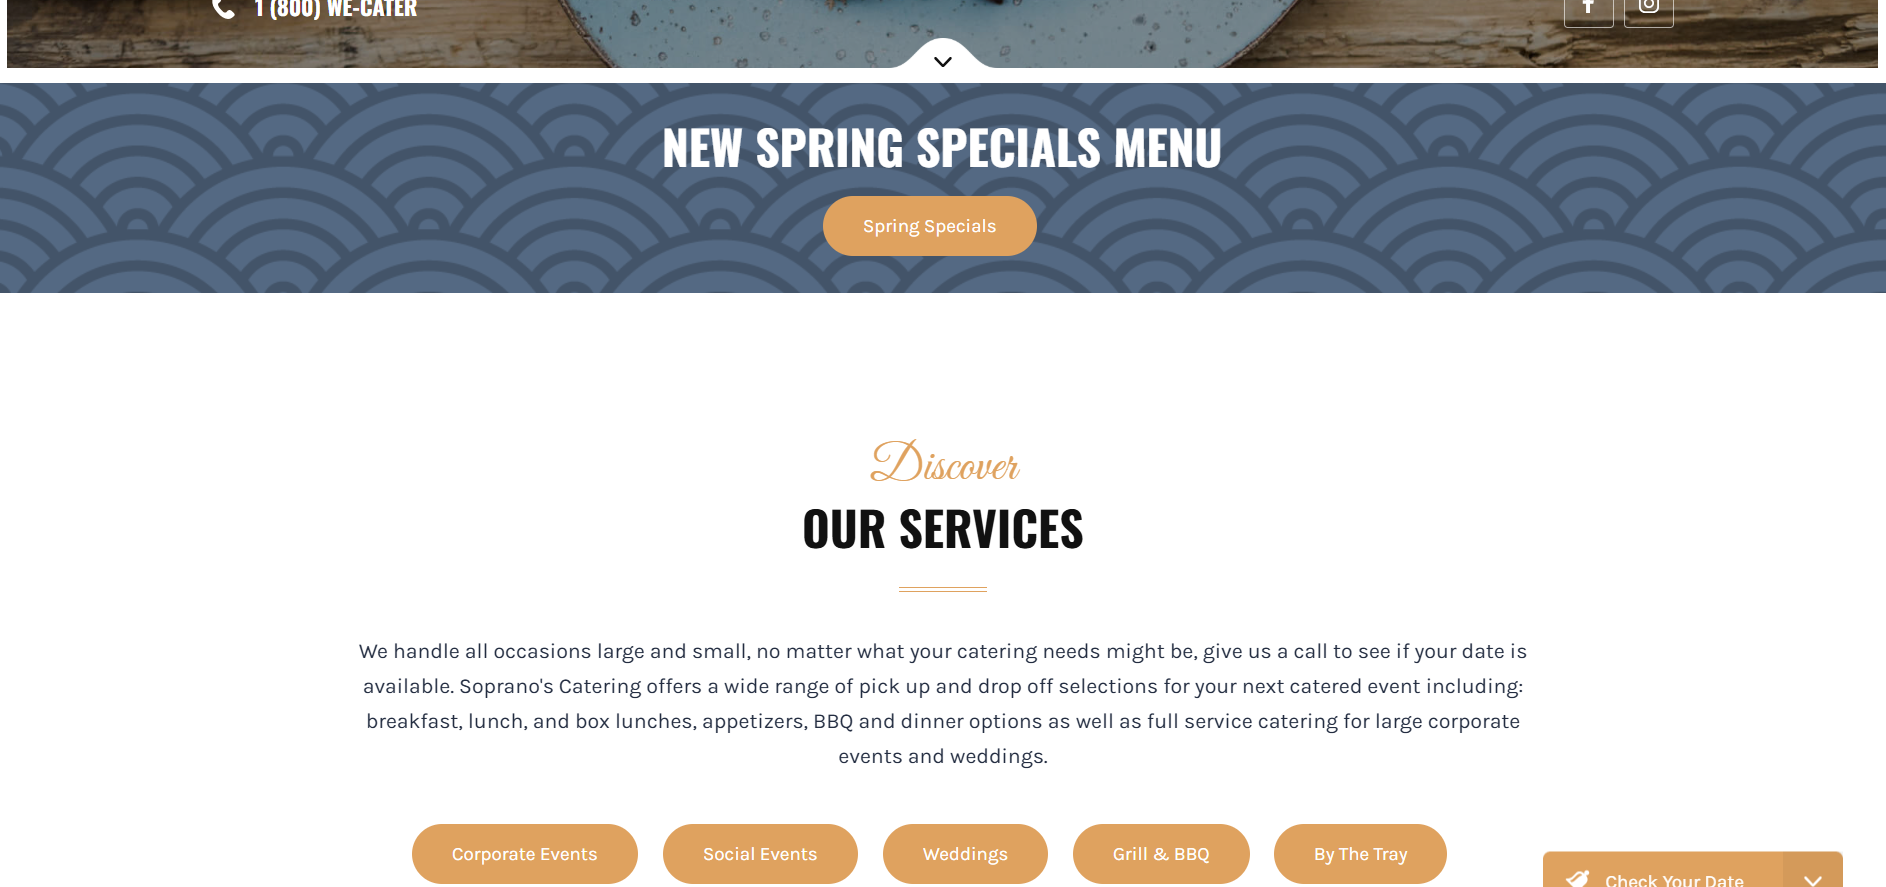 1 (800) WE-CATER
NEW SPRING SPECIALS MENU
Spring Specials
Discover
OUR SERVICES
We handle all occasions large and small, no matter what your catering needs might be, give us a call to see if your date is
available. Soprano's Catering offers a wide range of pick up and drop off selections for your next catered event including:
breakfast, lunch, and box lunches, appetizers, BBQ and dinner options as well as full service catering for large corporate
events and weddings.
Corporate Events
Social Events
Weddings
Grill & BBQ
By The Tray
Check Your Date